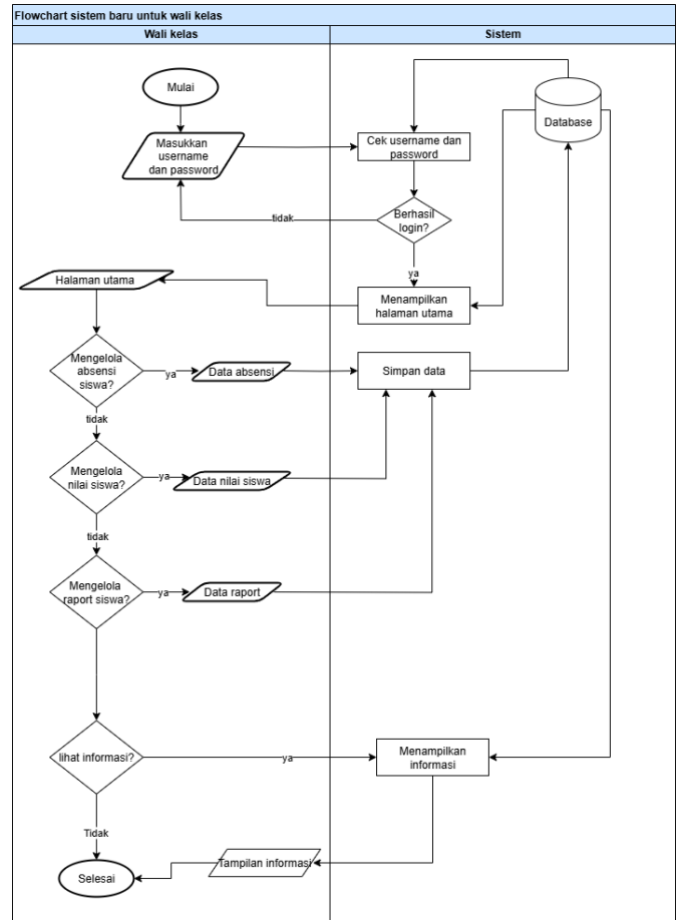 Flowchart sistem baru untuk wali kelas
Wali kelas
Sistem
Mulai
Database
Masukkan
username
dan password
Cek username dan
password
Berhasil
login?
tidak
ya
Halaman utama
Menampilkan
halaman utama
Mengelola
absensi
siswa?
ya
Data absensi
Simpan data
tidak
Mengelola
nilai siswa?
ya
Data nilai siswa
tidak
Mengelola
raport siswa?
ya
Data raport
lihat informasi?
ya
Menampilkan
informasi
Tidak
Tampilan informasi
Selesai